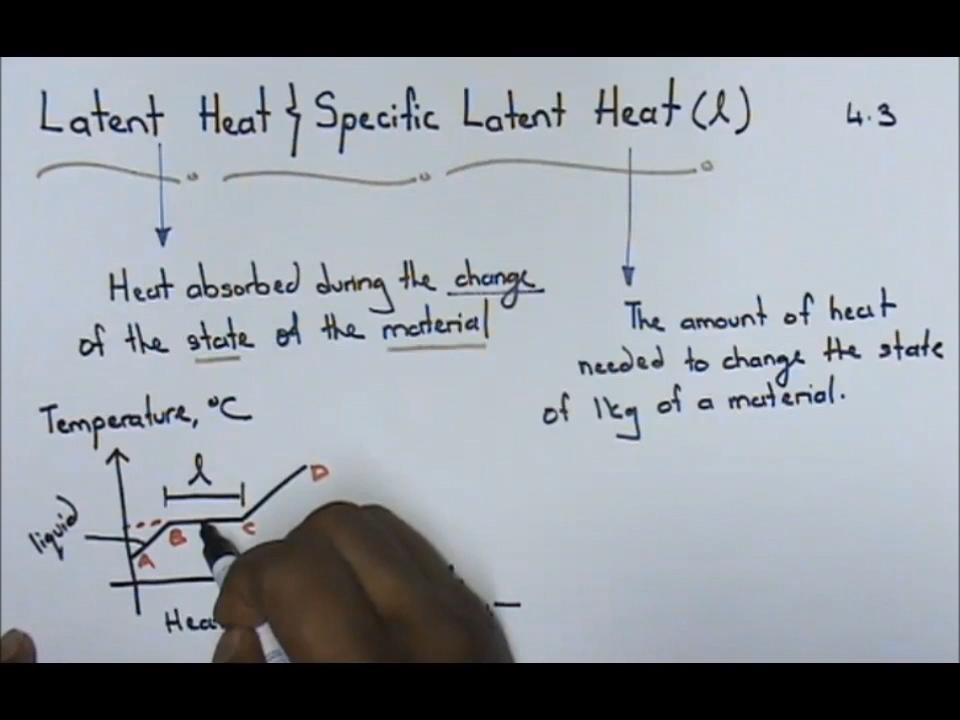 Latent Heat } Specific Latent Heat (l)
4.3
Heat absorbed during the change
of the state of the material
The amount of heat
needed to change the state
of 1kg of a material.
Temperature, °C
l
D
C
B
liquid
A